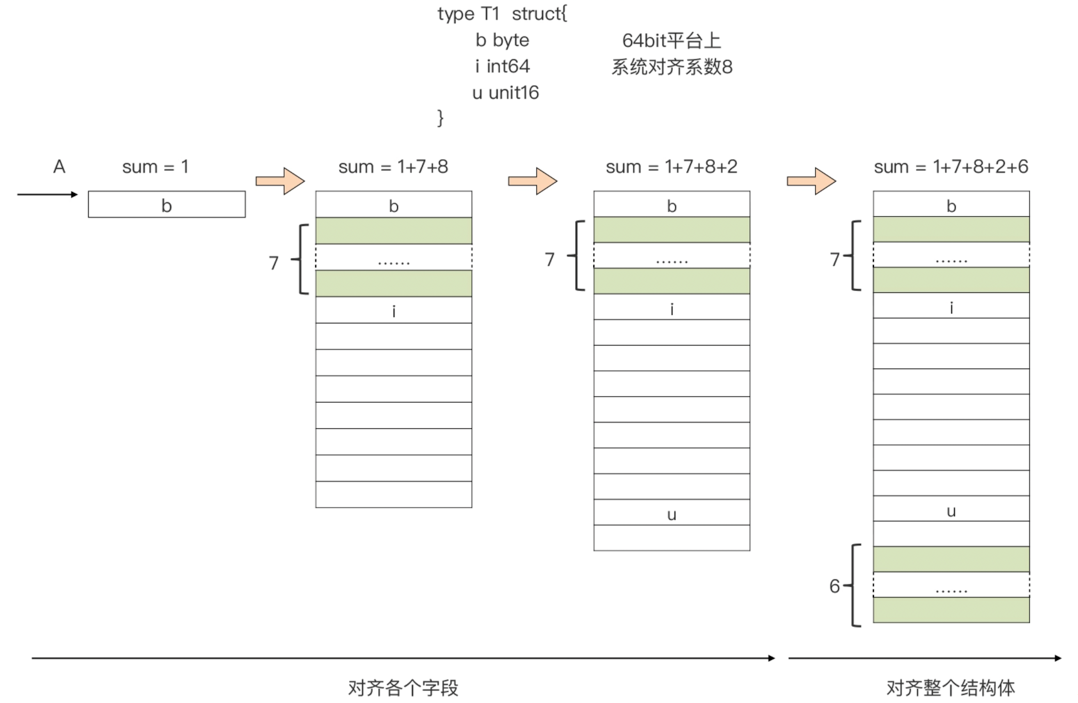 type T1 struct{
b byte
64bit平台上
i int64
系统对齐系数8
u unit16
}
A
sum = 1
sum = 1+7+8
sum = 1+7+8+2
sum = 1+7+8+2+6
b
b
b
b
7
......
7
......
7
......
i
i
i
u
u
6
......
对齐各个字段
对齐整个结构体